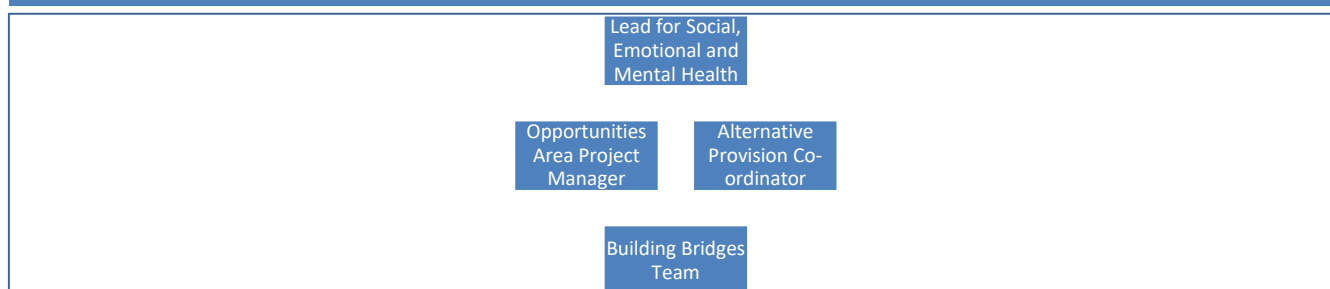 Lead for Social,
Emotional and
Mental Health
Opportunities
Area Project
Manager
Alternative
Provision Co-
ordinator
Building Bridges
Team